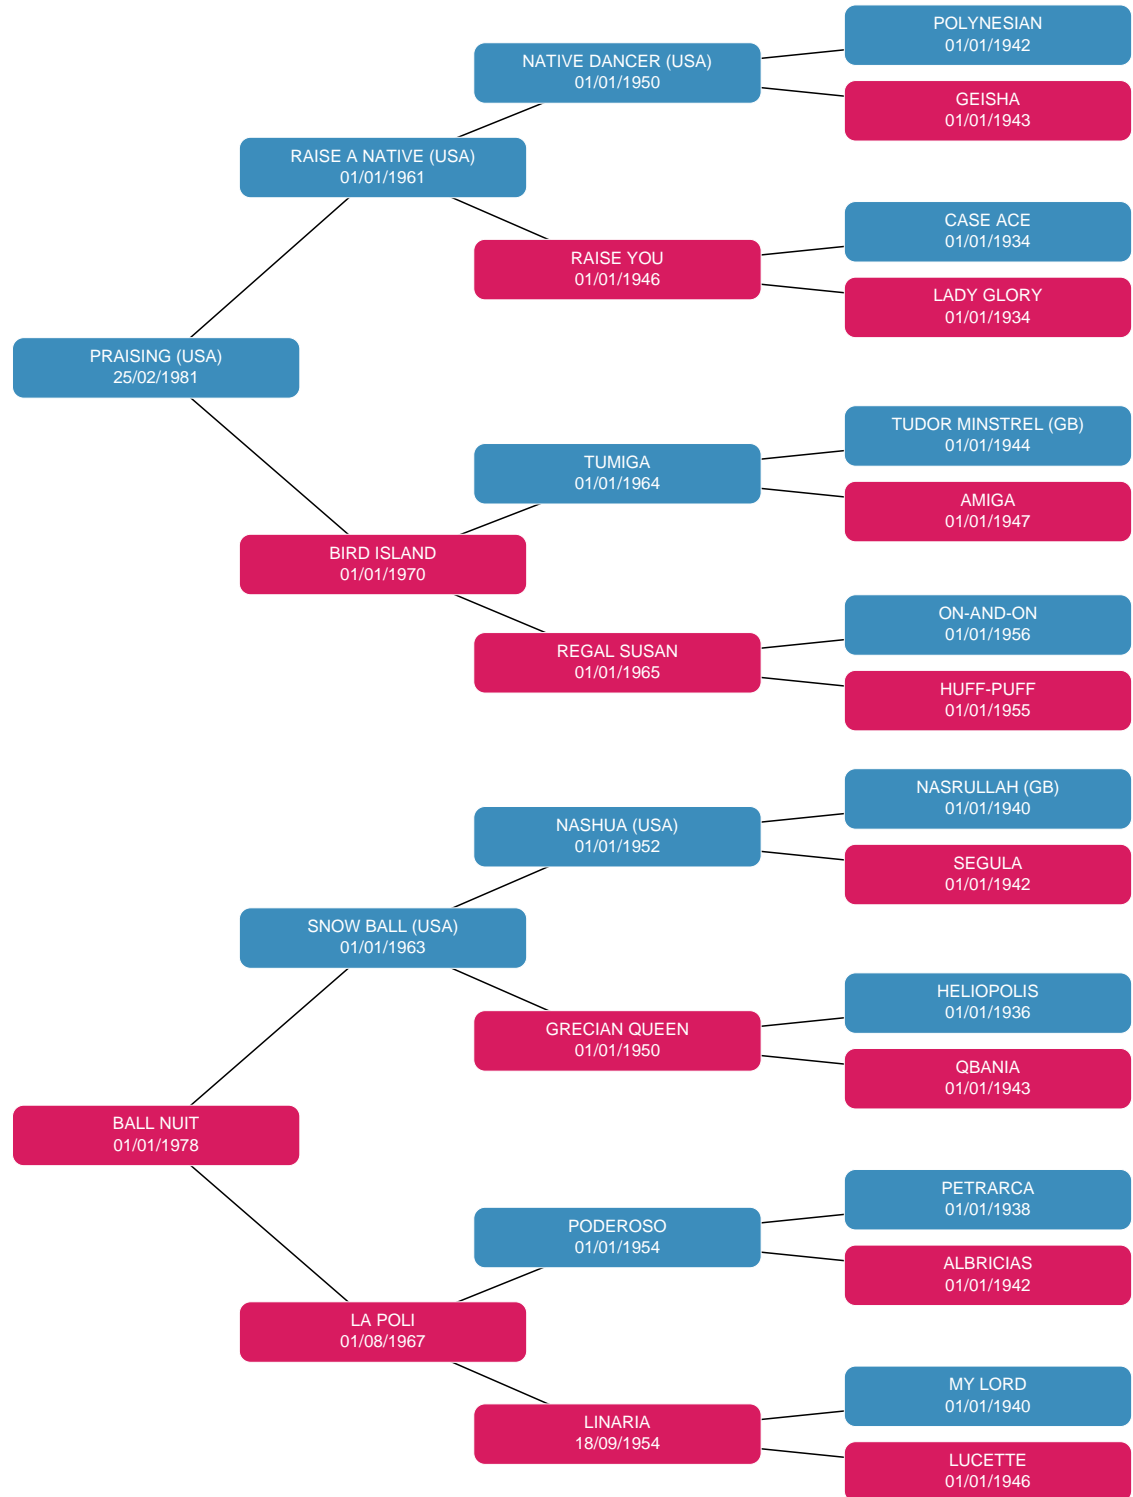 POLYNESIAN
01/01/1942
NATIVE DANCER (USA)
01/01/1950
GEISHA
01/01/1943
RAISE A NATIVE (USA)
01/01/1961
CASE ACE
01/01/1934
RAISE YOU
01/01/1946
LADY GLORY
01/01/1934
PRAISING (USA)
25/02/1981
TUDOR MINSTREL (GB)
01/01/1944
TUMIGA
01/01/1964
AMIGA
01/01/1947
BIRD ISLAND
01/01/1970
ON-AND-ON
01/01/1956
REGAL SUSAN
01/01/1965
HUFF-PUFF
01/01/1955
NASRULLAH (GB)
01/01/1940
NASHUA (USA)
01/01/1952
SEGULA
01/01/1942
SNOW BALL (USA)
01/01/1963
HELIOPOLIS
01/01/1936
GRECIAN QUEEN
01/01/1950
QBANIA
01/01/1943
BALL NUIT
01/01/1978
PETRARCA
01/01/1938
PODEROSO
01/01/1954
ALBRICIAS
01/01/1942
LA POLI
01/08/1967
MY LORD
01/01/1940
LINARIA
18/09/1954
LUCETTE
01/01/1946